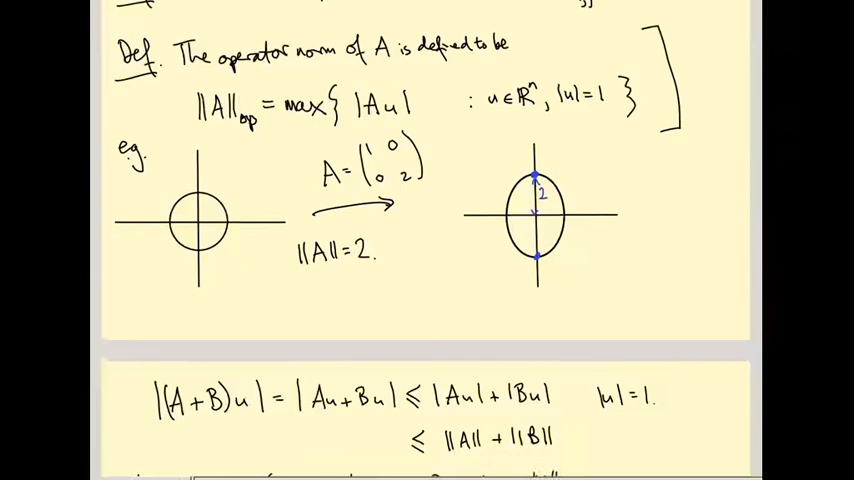 Def. The operator norm of A is defined to be
||A||op = max{ |Au| : u∈ℝⁿ, |u|=1 }
eg.
A = (1 0
0 2)
2
||A|| = 2.
|(A+B)u| = |Au+Bu| ≤ |Au| + |Bu| |u|=1.
≤ ||A|| + ||B||